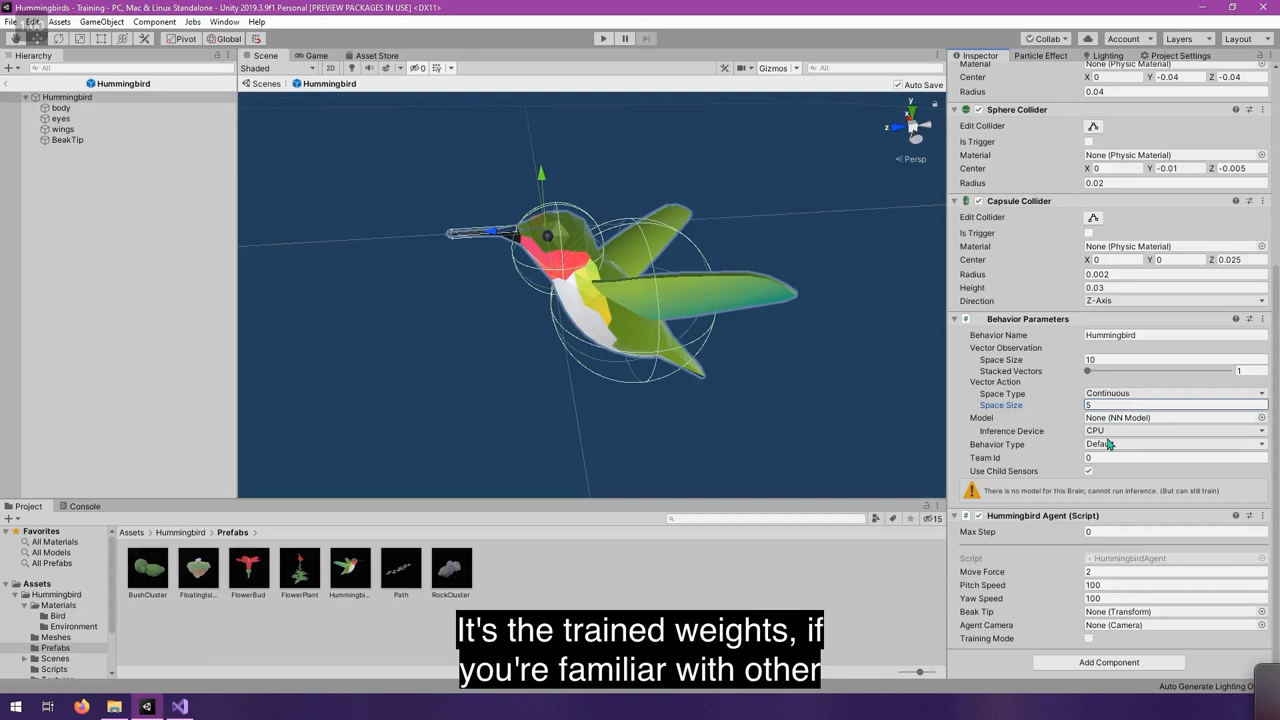 Hummingbirds - Training - PC, Mac & Linux Standalone - Unity 2019.3.9f1 Personal [PREVIEW PACKAGES IN USE] <DX11>
File Edit Assets GameObject Component Jobs Window Help
Pivot Global Collab Account Layers Layout
Hierarchy Scene Game Asset Store Inspector Particle Effect Lighting Project Settings
All Shaded 2D 0 Gizmos All
Hummingbird Scenes Hummingbird Auto Save
Hummingbird
body
eyes
wings
BeakTip
y
x
z
Persp
Material None (Physic Material)
Center X 0 Y -0.04 Z -0.04
Radius 0.04
Sphere Collider
Edit Collider
Is Trigger
Material None (Physic Material)
Center X 0 Y -0.01 Z -0.005
Radius 0.02
Capsule Collider
Edit Collider
Is Trigger
Material None (Physic Material)
Center X 0 Y 0 Z 0.025
Radius 0.002
Height 0.03
Direction Z-Axis
Behavior Parameters
Behavior Name Hummingbird
Vector Observation
Space Size 10
Stacked Vectors 1
Vector Action
Space Type Continuous
Space Size 5
Model None (NN Model)
Inference Device CPU
Behavior Type
Team Id 0
Use Child Sensors
There is no model for this Brain; cannot run inference. (But can still train)
Hummingbird Agent (Script)
Max Step 0
Script HummingbirdAgent
Move Force 2
Pitch Speed 100
Yaw Speed 100
Beak Tip None (Transform)
Agent Camera None (Camera)
Training Mode
Add Component
Project Console
15
Favorites
All Materials
All Models
All Prefabs
Assets
Hummingbird
Materials
Bird
Environment
Meshes
Prefabs
Scenes
Scripts
Assets Hummingbird Prefabs
BushCluster FloatingIsl... FlowerBud FlowerPlant Hummingbi... Path RockCluster
It's the trained weights, if
you're familiar with other
Auto Generate Lighting